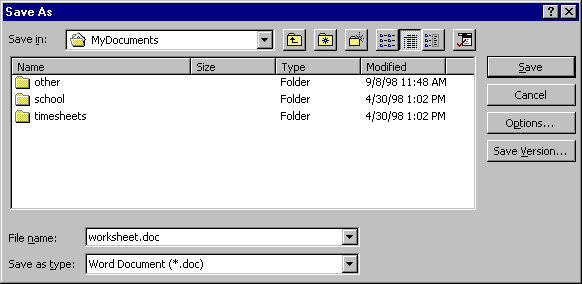 Save As
Save in: MyDocuments
Name Size Type Modified
other Folder 9/8/98 11:48 AM
school Folder 4/30/98 1:02 PM
timesheets Folder 4/30/98 1:02 PM
Save
Cancel
Options...
Save Version...
File name: worksheet.doc
Save as type: Word Document (*.doc)